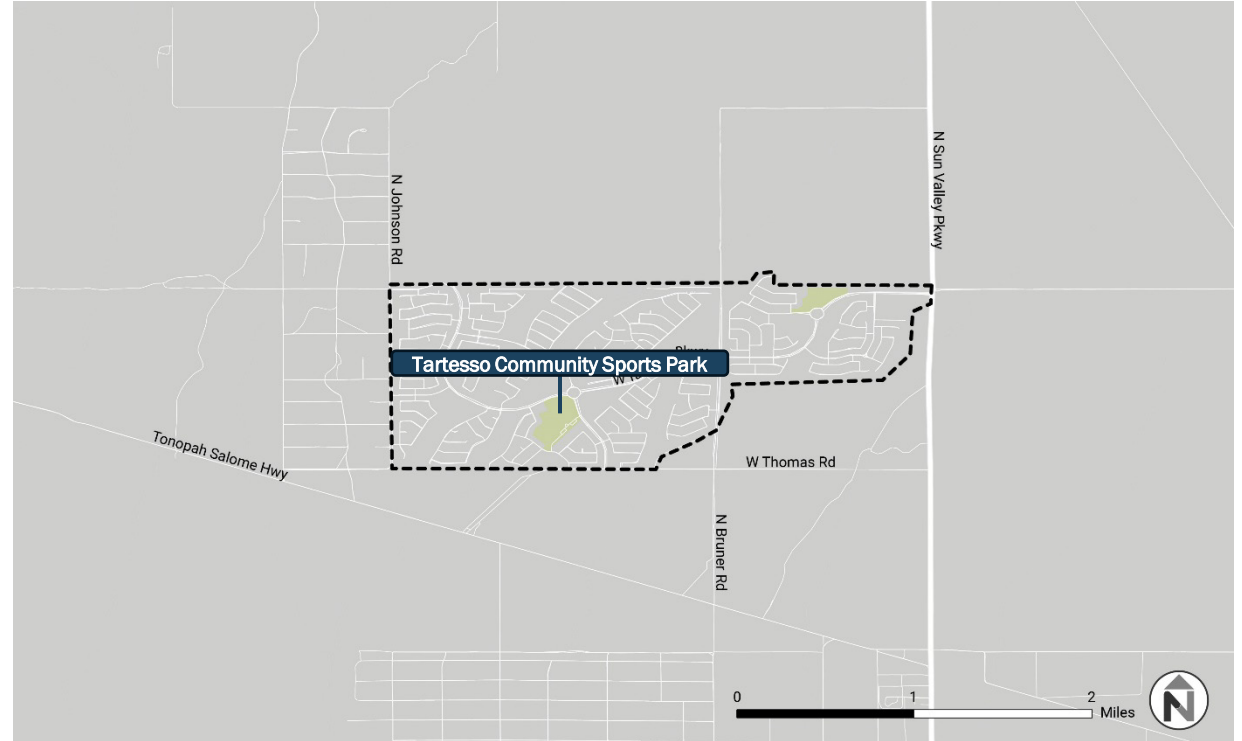 N Sun Valley Pkwy
N Johnson Rd
Tartesso Community Sports Park
Tonopah Salome Hwy
W Thomas Rd
N Bruner Rd
0 1 2
Miles
N